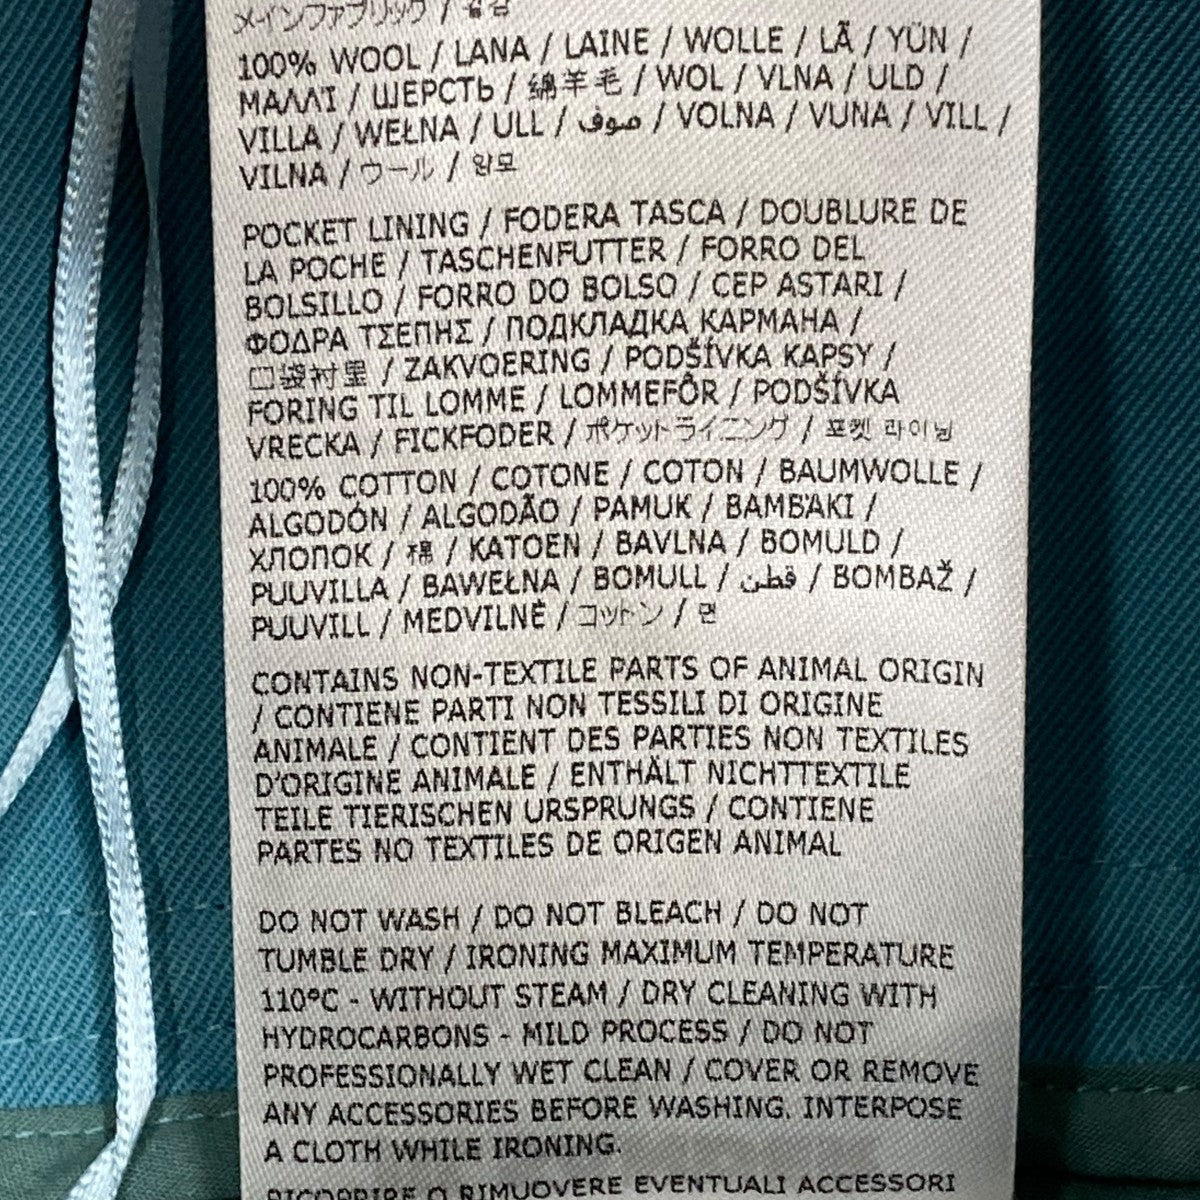 メインファブリック / 겉감
100% WOOL / LANA / LAINE / WOLLE / LÃ / YÜN /
ΜΑΛΛΊ / ШЕРСТЬ / 绵羊毛 / WOL / VLNA / ULD /
VILLA / WEŁNA / ULL / صوف / VOLNA / VUNA / VILL /
VILNA / ウール / 양모
POCKET LINING / FODERA TASCA / DOUBLURE DE
LA POCHE / TASCHENFUTTER / FORRO DEL
BOLSILLO / FORRO DO BOLSO / CEP ASTARI /
ΦΟΔΡΑ ΤΣΕΠΗΣ / ПОДКЛАДКА КАРМАНА /
口袋衬里 / ZAKVOERING / PODŠÍVKA KAPSY /
FORING TIL LOMME / LOMMEFÔR / PODŠÍVKA
VRECKA / FICKFODER / ポケットライニング / 포켓 라이닝
100% COTTON / COTONE / COTON / BAUMWOLLE /
ALGODÓN / ALGODÃO / PAMUK / ΒΑΜΒΆΚΙ /
ХЛОПОК / 棉 / KATOEN / BAVLNA / BOMULD /
PUUVILLA / BAWEŁNA / BOMULL / قطن / BOMBAŽ /
PUUVILL / MEDVILNĖ / コットン / 면
CONTAINS NON-TEXTILE PARTS OF ANIMAL ORIGIN
/ CONTIENE PARTI NON TESSILI DI ORIGINE
ANIMALE / CONTIENT DES PARTIES NON TEXTILES
D'ORIGINE ANIMALE / ENTHÄLT NICHTTEXTILE
TEILE TIERISCHEN URSPRUNGS / CONTIENE
PARTES NO TEXTILES DE ORIGEN ANIMAL
DO NOT WASH / DO NOT BLEACH / DO NOT
TUMBLE DRY / IRONING MAXIMUM TEMPERATURE
110°C - WITHOUT STEAM / DRY CLEANING WITH
HYDROCARBONS - MILD PROCESS / DO NOT
PROFESSIONALLY WET CLEAN / COVER OR REMOVE
ANY ACCESSORIES BEFORE WASHING. INTERPOSE
A CLOTH WHILE IRONING.
RICOPRIRE O RIMUOVERE EVENTUALI ACCESSORI